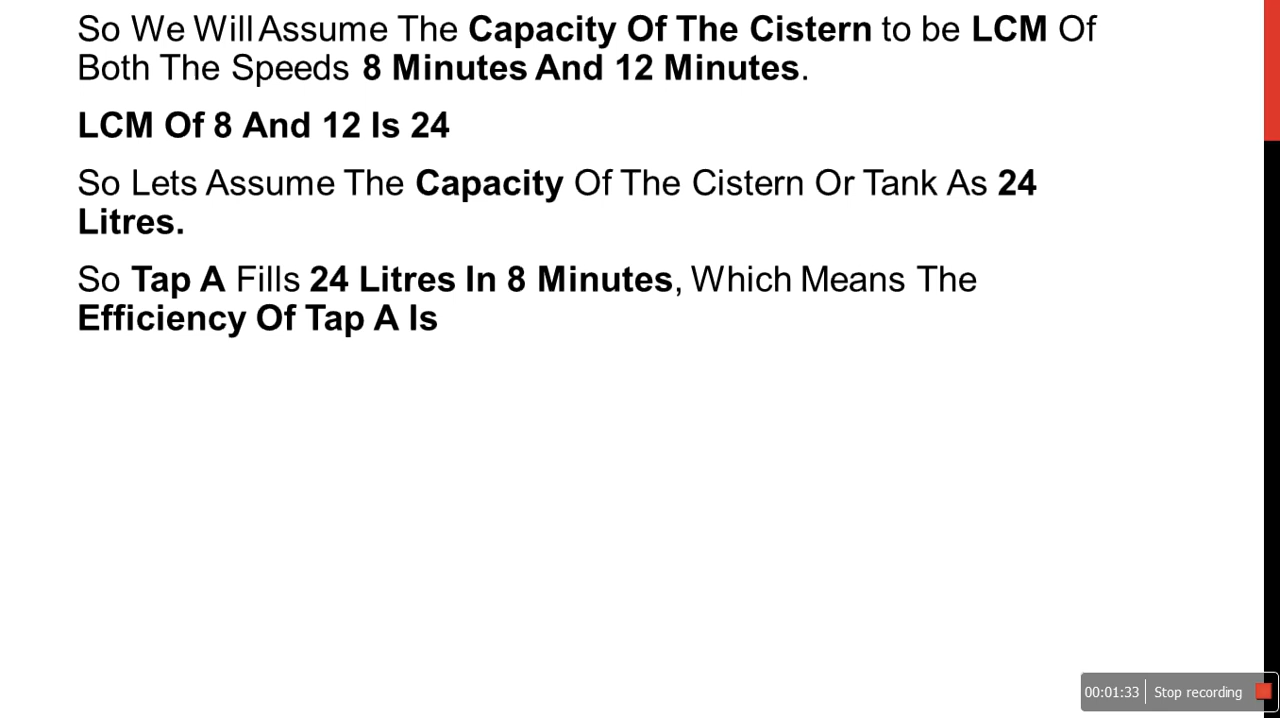 So We Will Assume The Capacity Of The Cistern to be LCM Of
Both The Speeds 8 Minutes And 12 Minutes.
LCM Of 8 And 12 Is 24
So Lets Assume The Capacity Of The Cistern Or Tank As 24
Litres.
So Tap A Fills 24 Litres In 8 Minutes, Which Means The
Efficiency Of Tap A Is
00:01:33 Stop recording